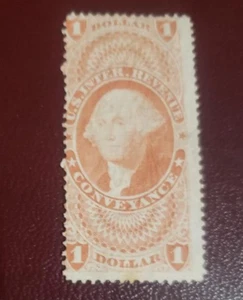 1 DOLLAR 1
U.S. INTER. REVENUE
CONVEYANCE
1 DOLLAR 1